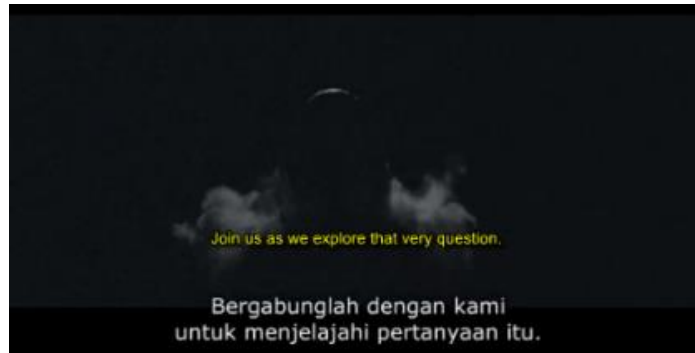 Join us as we explore that very question.
Bergabunglah dengan kami
untuk menjelajahi pertanyaan itu.